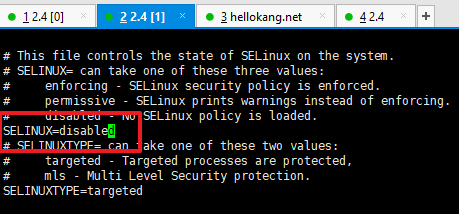 1 2.4 [0]
2 2.4 [1]
3 hellokang.net
4 2.4
# This file controls the state of SELinux on the system.
# SELINUX= can take one of these three values:
#     enforcing - SELinux security policy is enforced.
#     permissive - SELinux prints warnings instead of enforcing.
#     disabled - No SELinux policy is loaded.
SELINUX=disabled
# SELINUXTYPE= can take one of these two values:
#     targeted - Targeted processes are protected,
#     mls - Multi Level Security protection.
SELINUXTYPE=targeted